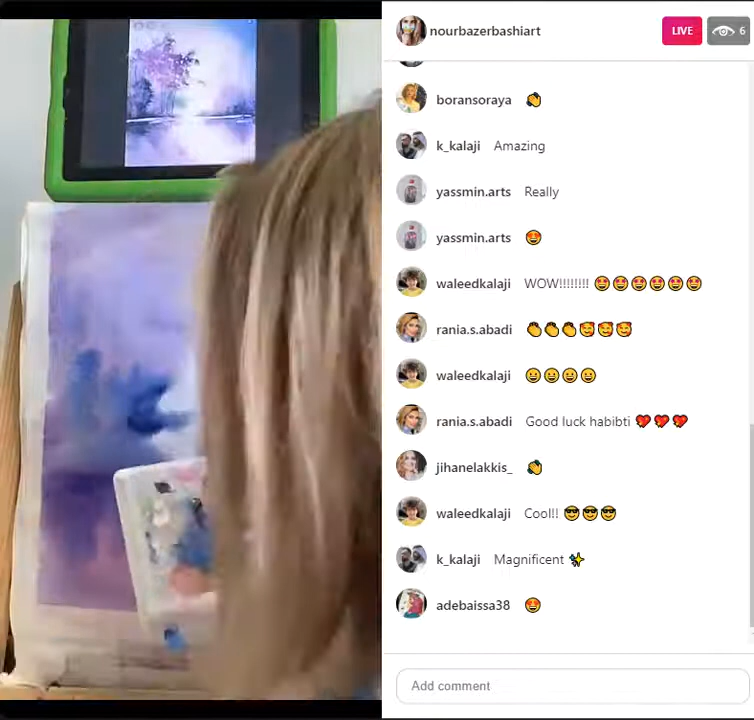 nourbazerbashiart LIVE 6
boransoraya 👏
k_kalaji Amazing
yassmin.arts Really
yassmin.arts 😍
waleedkalaji WOW!!!!!!!! 😍😍😍😍😍😍
rania.s.abadi 👏👏👏🥰🥰🥰
waleedkalaji 😀😀😀😀
rania.s.abadi Good luck habibti 💖💖💖
jihanelakkis_ 👏
waleedkalaji Cool!! 😎😎😎
k_kalaji Magnificent ✨
adebaissa38 😍
Add comment